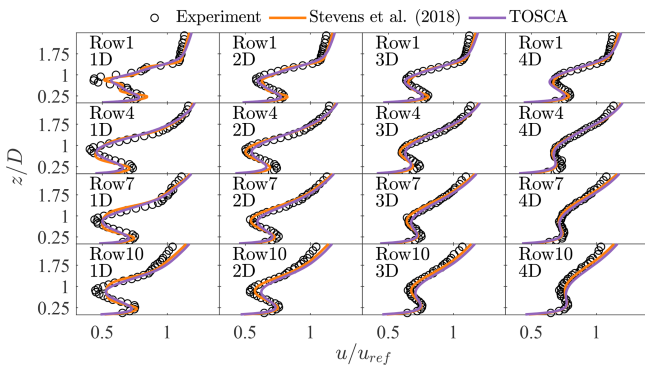 Experiment Stevens et al. (2018) TOSCA
Row1 Row1 Row1 Row1
1D 2D 3D 4D
Row4 Row4 Row4 Row4
1D 2D 3D 4D
Row7 Row7 Row7 Row7
1D 2D 3D 4D
Row10 Row10 Row10 Row10
1D 2D 3D 4D
1.75
1
0.25
1.75
1
0.25
1.75
1
0.25
1.75
1
0.25
z/D
0.5 1 0.5 1 0.5 1 0.5 1
u/u_ref